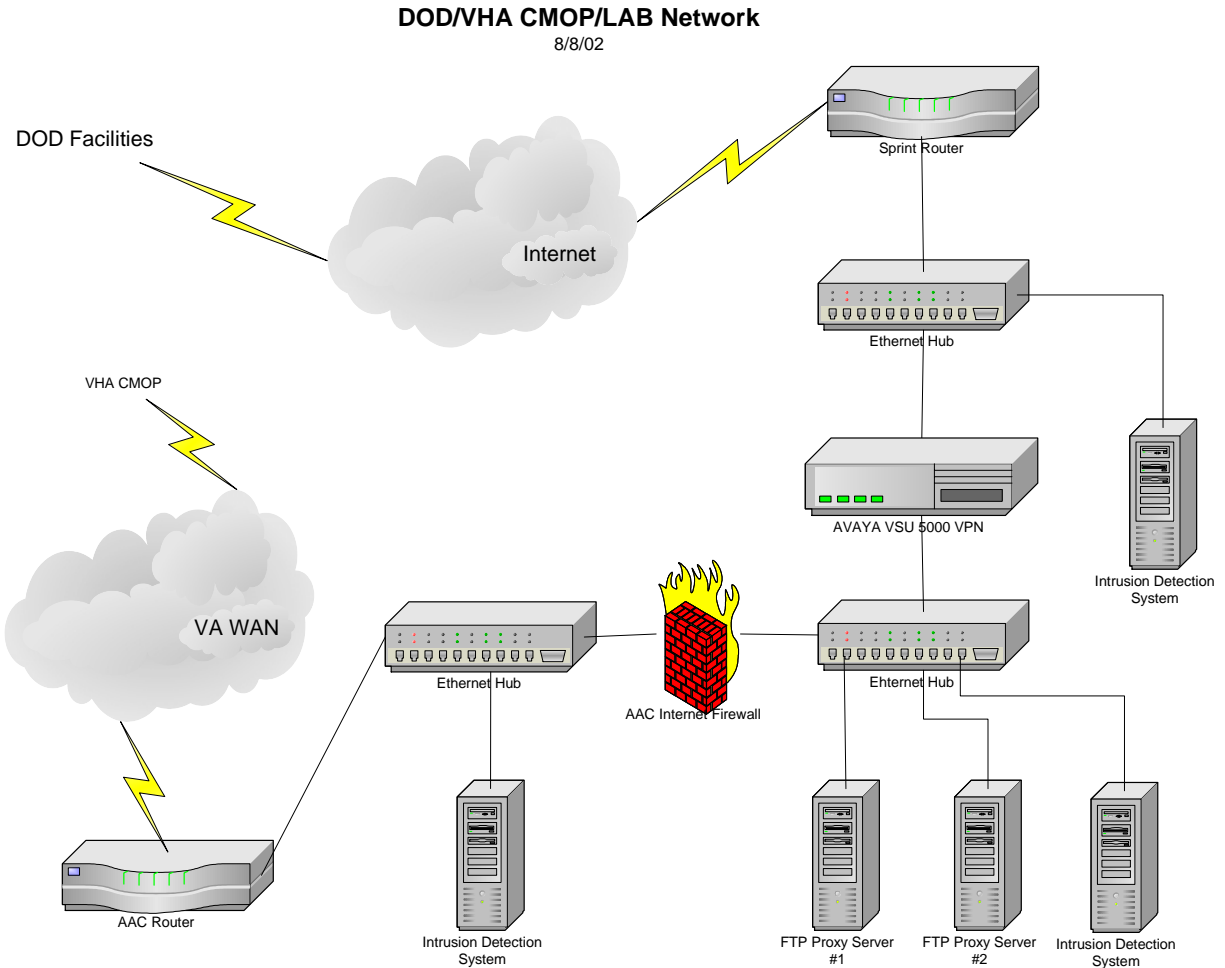 DOD/VHA CMOP/LAB Network
8/8/02
DOD Facilities
Sprint Router
Internet
Ethernet Hub
VHA CMOP
AVAYA VSU 5000 VPN
Intrusion Detection
System
VA WAN
Ethernet Hub
AAC Internet Firewall
Ehternet Hub
AAC Router
Intrusion Detection
System
FTP Proxy Server
#1
FTP Proxy Server
#2
Intrusion Detection
System